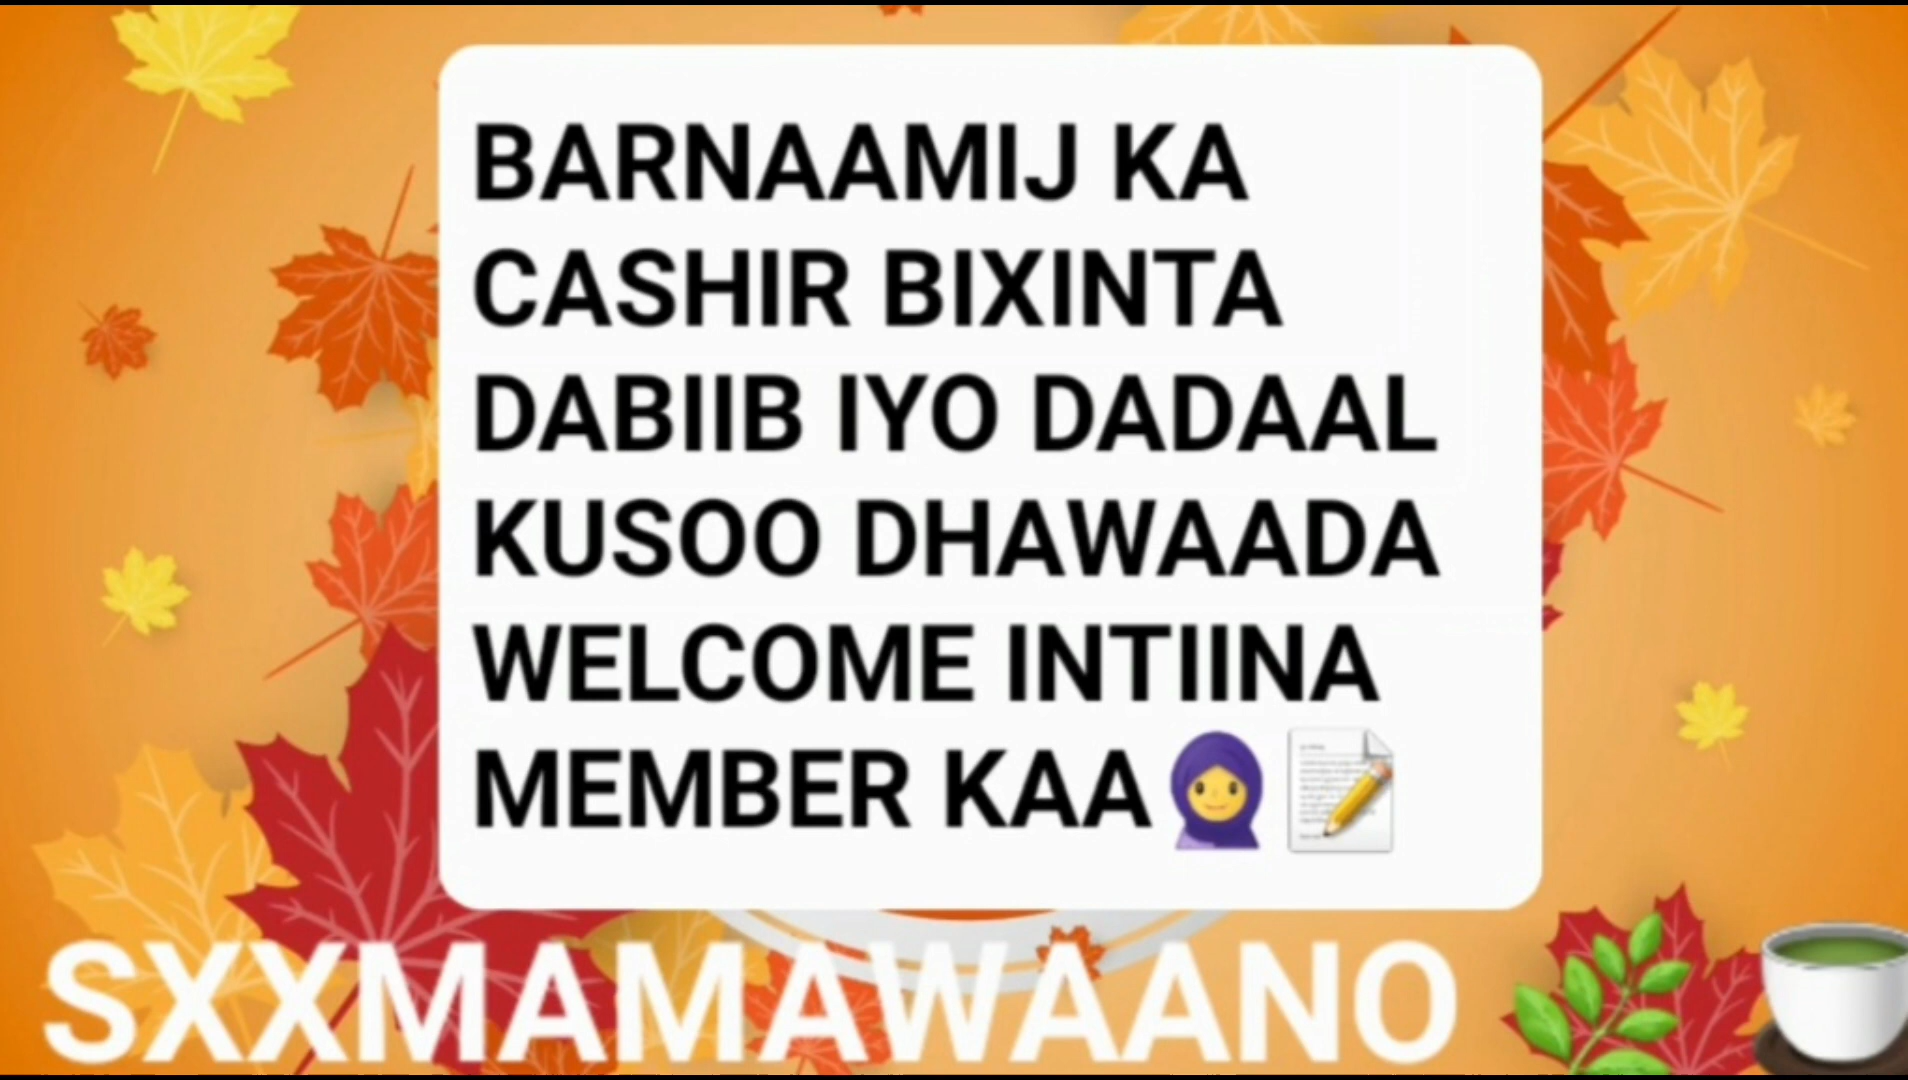 BARNAAMIJ KA
CASHIR BIXINTA
DABIIB IYO DADAAL
KUSOO DHAWAADA
WELCOME INTIINA
MEMBER KAA🧕📝
SXXMAMAWAANO🌿🍵